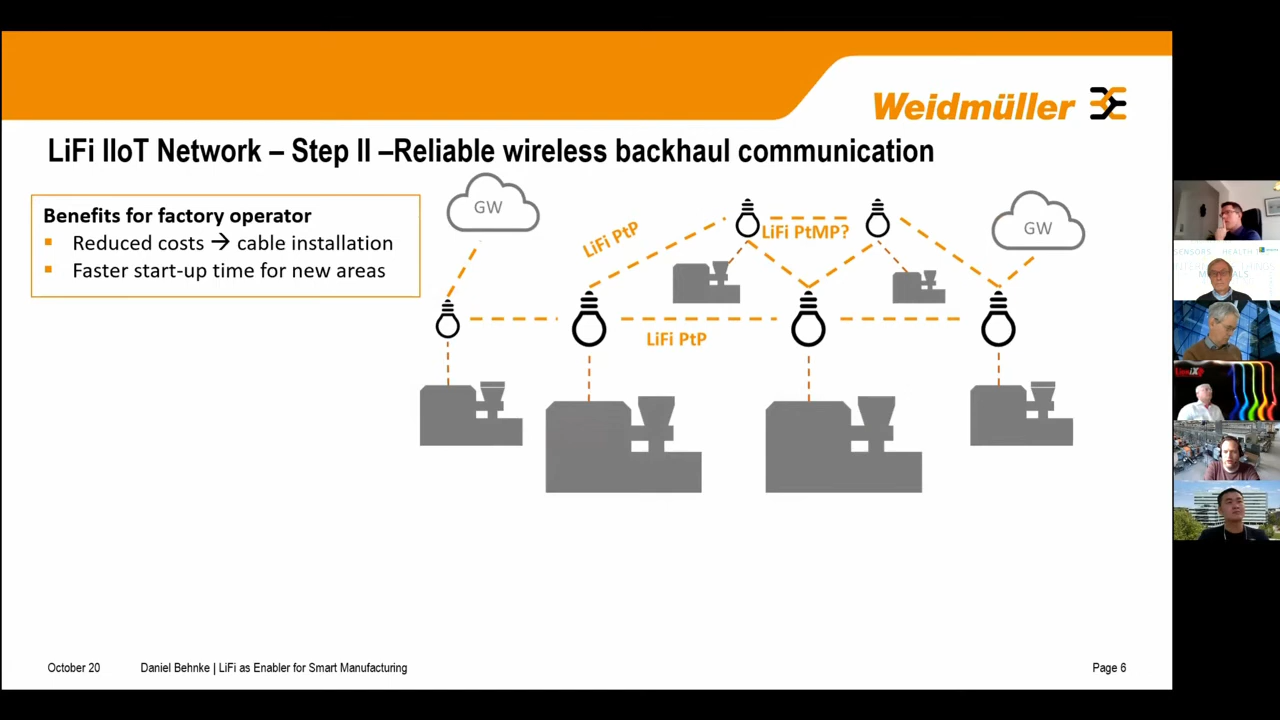 Weidmüller
LiFi IIoT Network – Step II –Reliable wireless backhaul communication
Benefits for factory operator
▪ Reduced costs → cable installation
▪ Faster start-up time for new areas
GW
LiFi PtP
LiFi PtMP?
GW
LiFi PtP
October 20
Daniel Behnke | LiFi as Enabler for Smart Manufacturing
Page 6